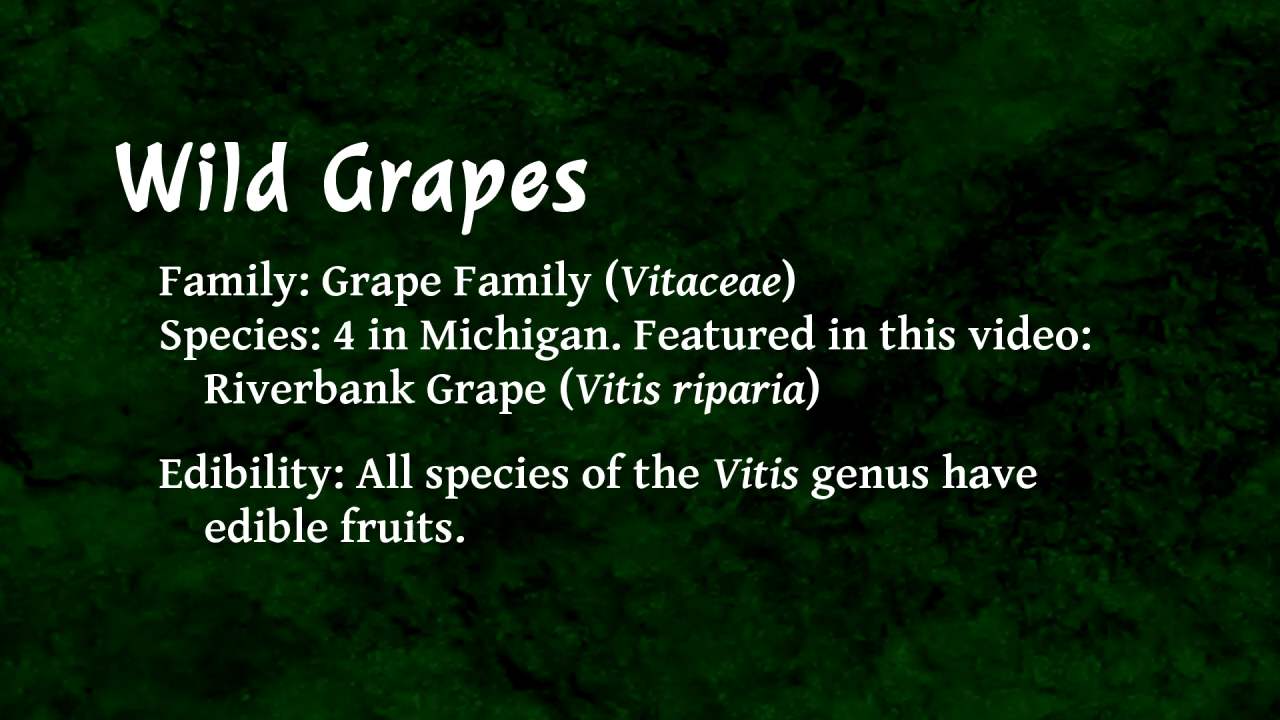 Wild Grapes
Family: Grape Family (Vitaceae)
Species: 4 in Michigan. Featured in this video:
Riverbank Grape (Vitis riparia)
Edibility: All species of the Vitis genus have
edible fruits.